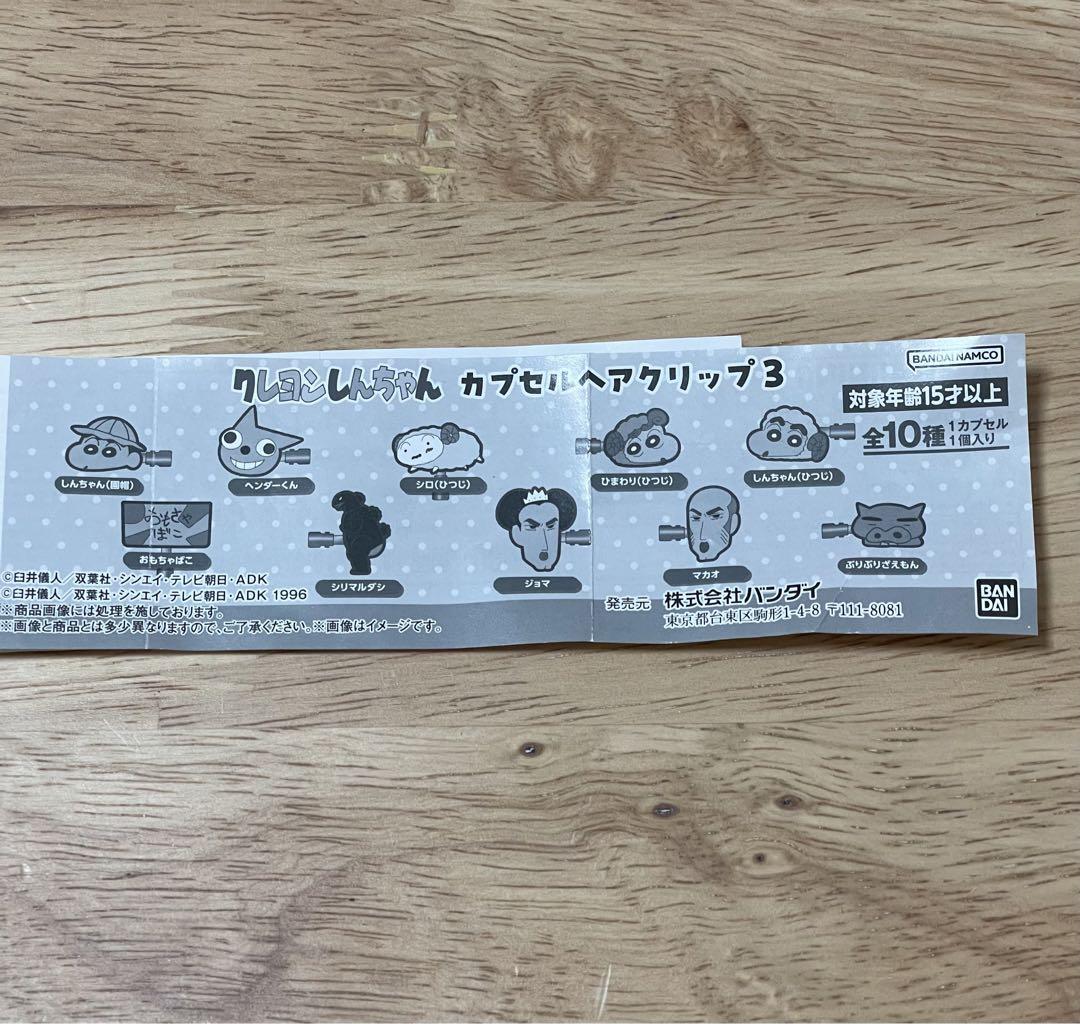 BANDAI NAMCO
クレヨンしんちゃん カプセルヘアクリップ3
対象年齢15才以上
全10種 1カプセル
1個入り
しんちゃん(園帽)
ヘンダーくん
シロ(ひつじ)
ひまわり(ひつじ)
しんちゃん(ひつじ)
おもちゃ
ばこ
おもちゃばこ
シリマルダシ
ジョマ
マカオ
ぶりぶりざえもん
©臼井儀人/双葉社・シンエイ・テレビ朝日・ADK
©臼井儀人/双葉社・シンエイ・テレビ朝日・ADK 1996
※商品画像には処理を施しております。
※画像と商品とは多少異なりますので、ご了承ください。※画像はイメージです。
発売元 株式会社バンダイ
東京都台東区駒形1-4-8 〒111-8081
BAN
DAI